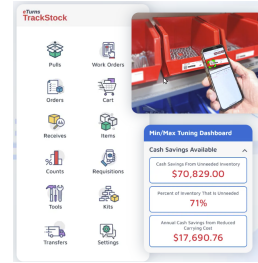 eTurns
TrackStock
Pulls
Work Orders
Orders
Cart
Receives
Items
Counts
Requisitions
Tools
Kits
Transfers
Settings
Min/Max Tuning Dashboard
Cash Savings Available
Cash Savings From Unneeded Inventory
$70,829.00
Percent of Inventory That Is Unneeded
71%
Annual Cash Savings from Reduced
Carrying Cost
$17,690.76